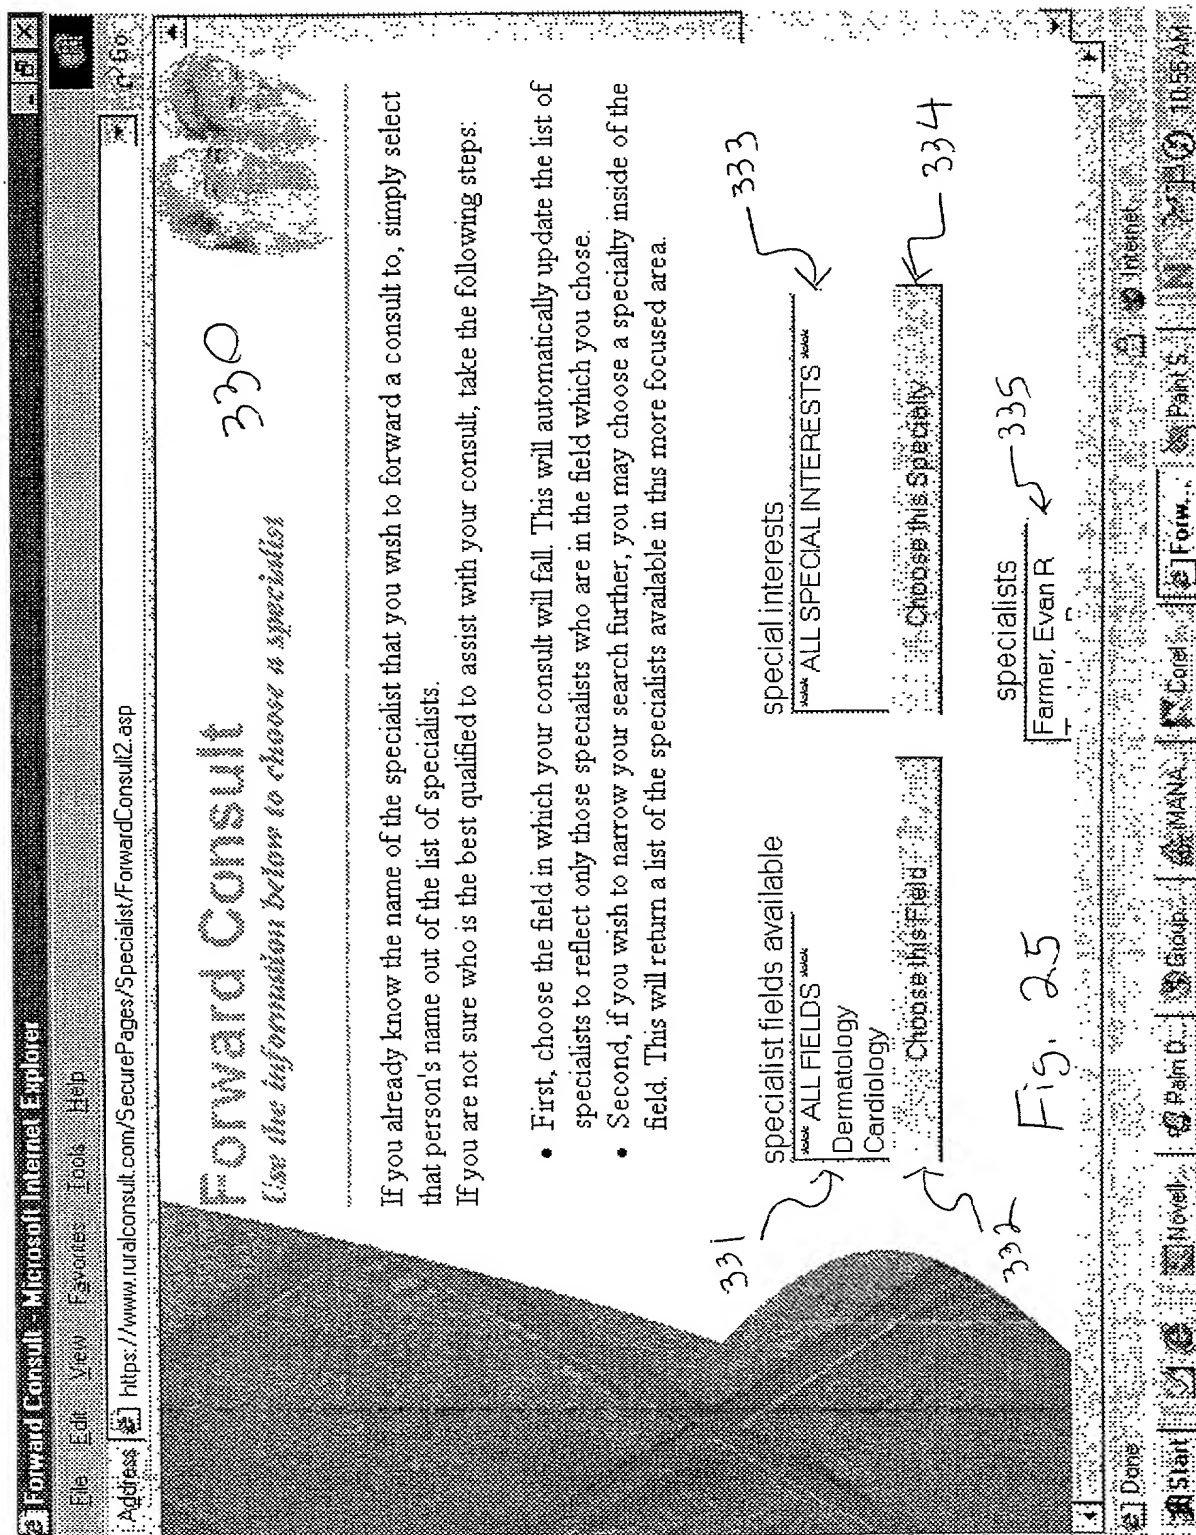 Forward Consult - Microsoft Internet Explorer
File Edit View Favorites Tools Help
Address https://www.ruralconsult.com/SecurePages/Specialist/ForwardConsult2.asp Go
Forward Consult
Use the information below to choose a specialist
330
If you already know the name of the specialist that you wish to forward a consult to, simply select
that person's name out of the list of specialists.
If you are not sure who is the best qualified to assist with your consult, take the following steps:
• First, choose the field in which your consult will fall. This will automatically update the list of
specialists to reflect only those specialists who are in the field which you chose.
• Second, if you wish to narrow your search further, you may choose a specialty inside of the
field. This will return a list of the specialists available in this more focused area.
331
specialist fields available
**** ALL FIELDS ****
Dermatology
Cardiology
Choose this Field
332
special interests
**** ALL SPECIAL INTERESTS ****
333
Choose this Specialty
334
specialists
Farmer, Evan R
335
Fig. 25
Done Internet
Start Novell... Palm D... Group... MANA... Corel... Forw... Paint S... 10:55 AM